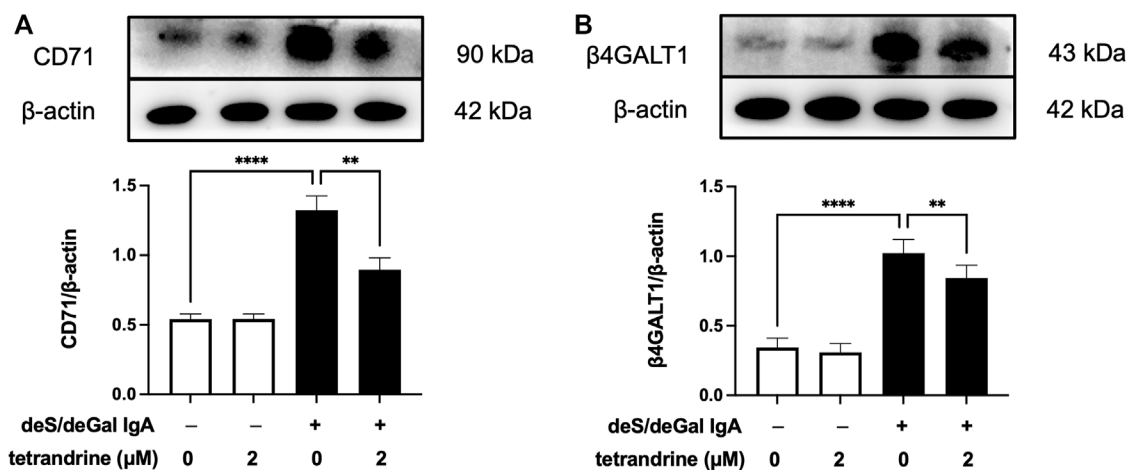 A
CD71
90 kDa
β-actin
42 kDa
**** **
1.5
1.0
0.5
0.0
CD71/β-actin
deS/deGal IgA – – + +
tetrandrine (μM) 0 2 0 2
B
β4GALT1
43 kDa
β-actin
42 kDa
**** **
1.5
1.0
0.5
0.0
β4GALT1/β-actin
deS/deGal IgA – – + +
tetrandrine (μM) 0 2 0 2